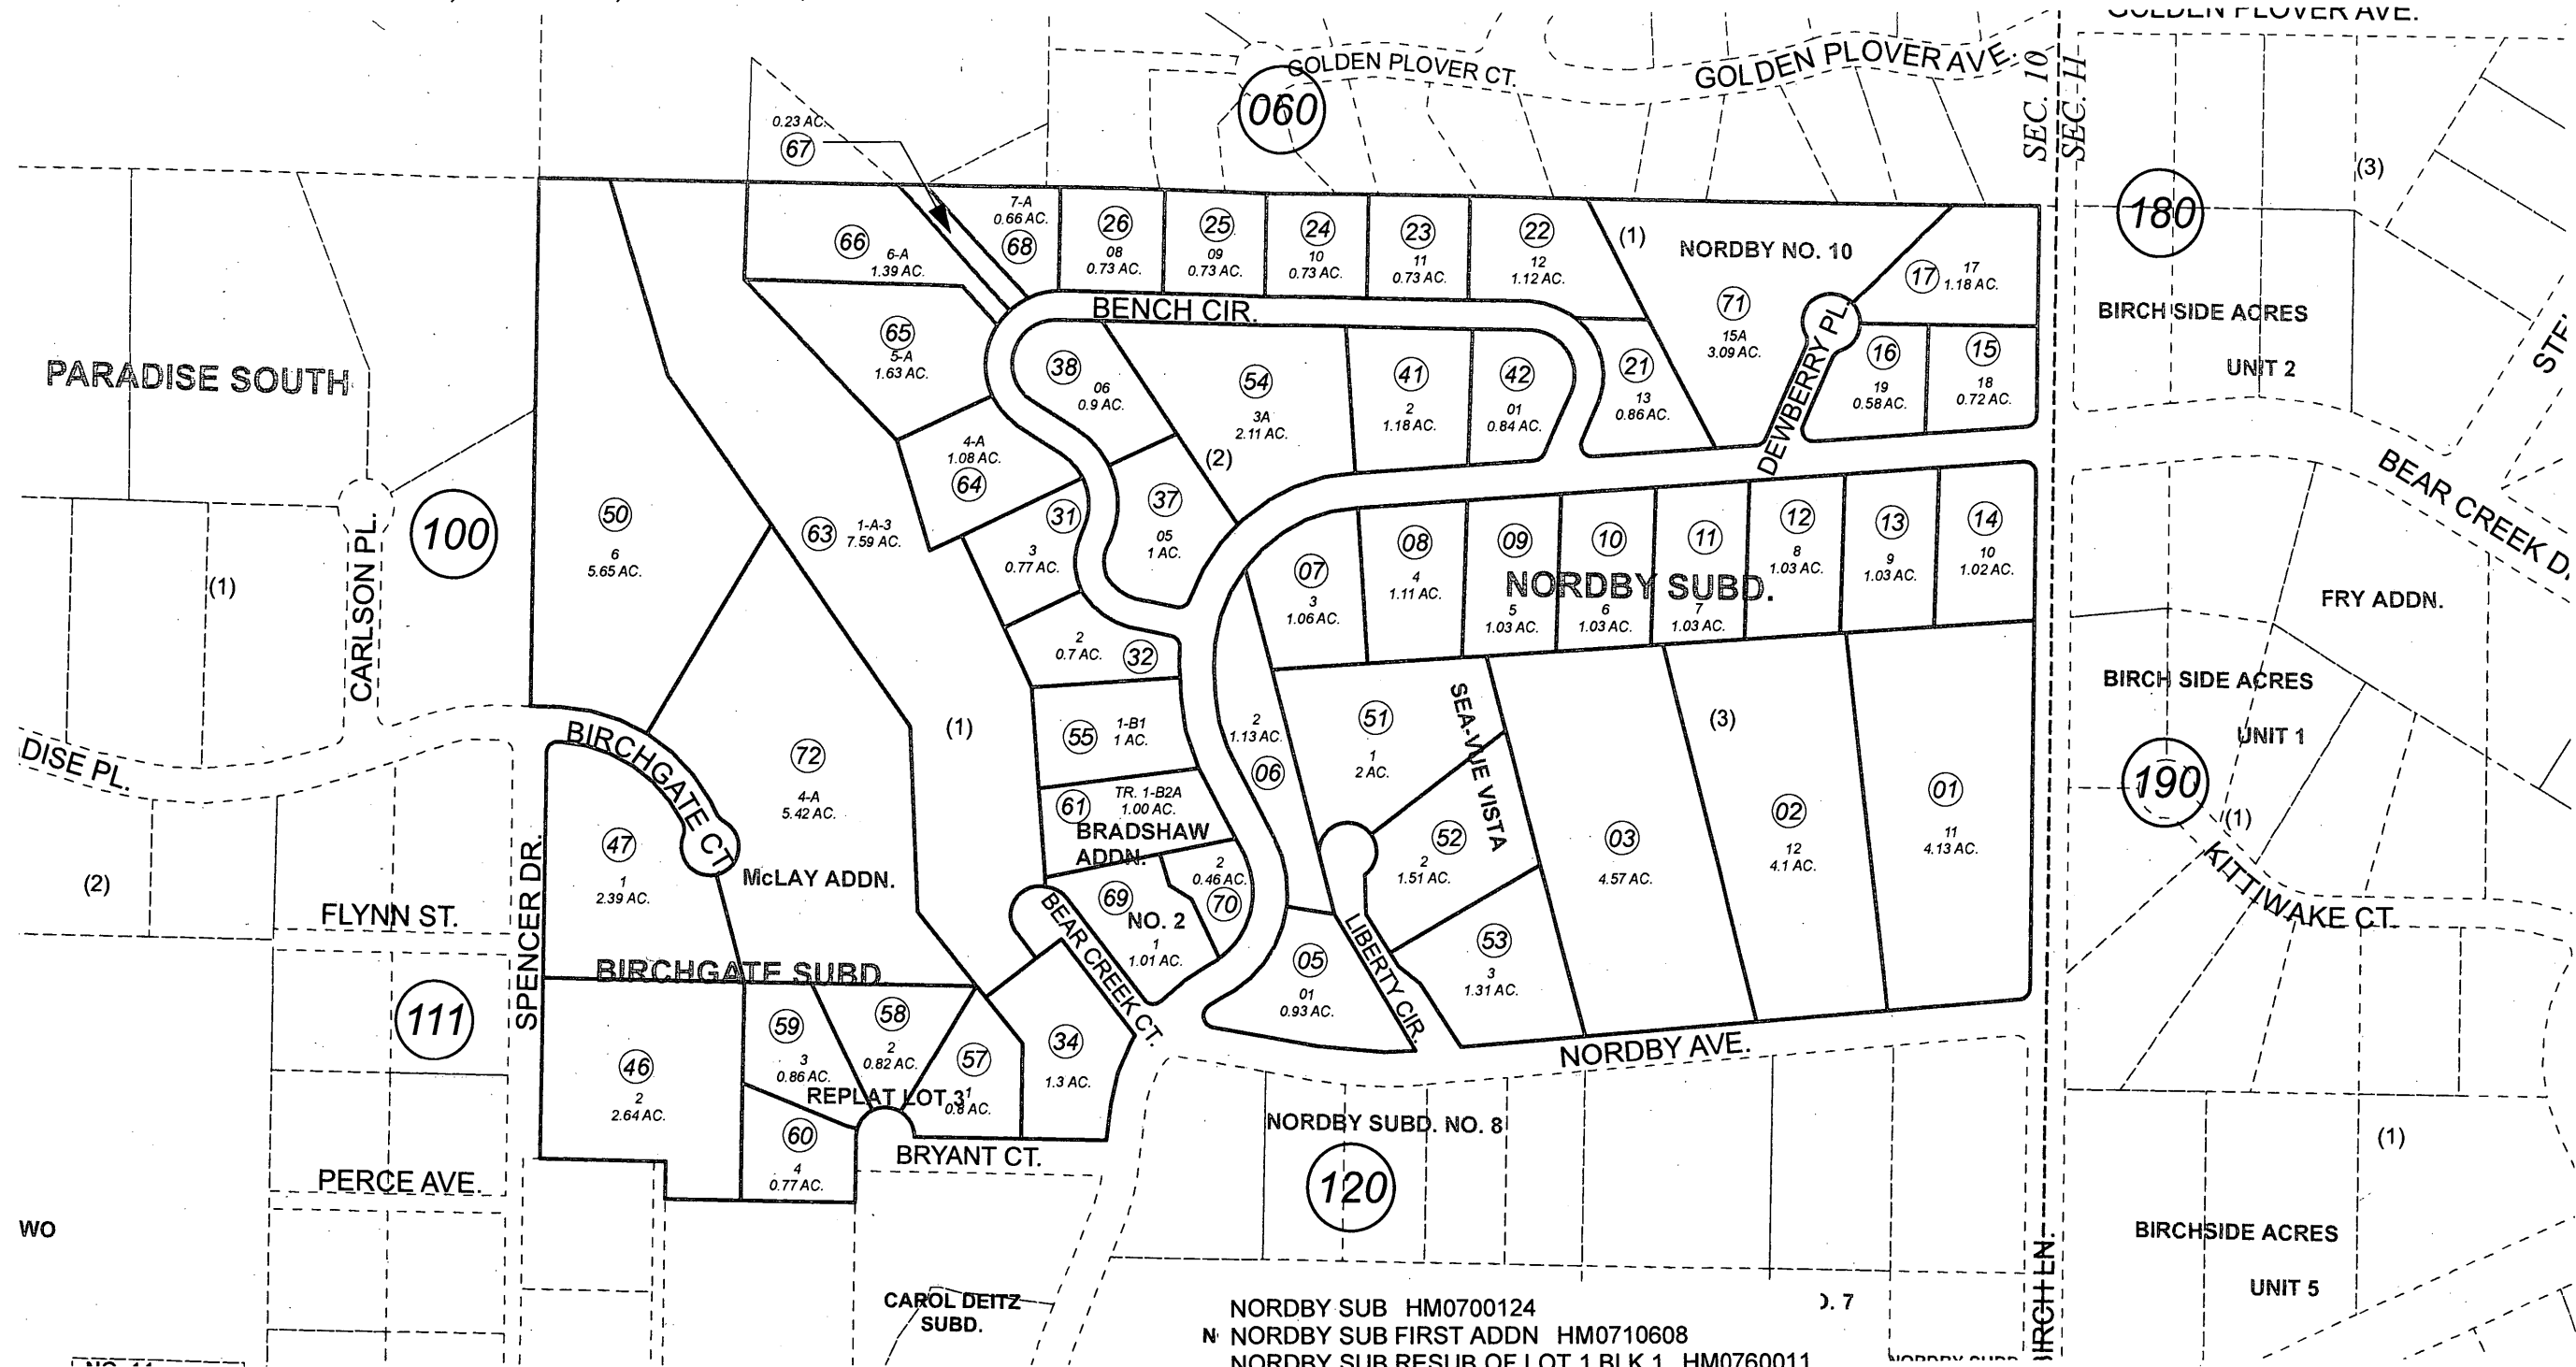 GOLDEN PLOVER AVE.
GOLDEN PLOVER CT.
GOLDEN PLOVER AVE.
060
SEC. 10
SEC. 11
0.23 AC.
67
(3)
180
7-A
0.66 AC.
68
66
6-A
1.39 AC.
26
08
0.73 AC.
25
09
0.73 AC.
24
10
0.73 AC.
23
11
0.73 AC.
22
12
1.12 AC.
(1)
NORDBY NO. 10
17
17
1.18 AC.
BENCH CIR.
71
15A
3.09 AC.
DEWBERRY PL.
BIRCH SIDE ACRES
UNIT 2
65
5-A
1.63 AC.
38
06
0.9 AC.
54
3A
2.11 AC.
41
2
1.18 AC.
42
01
0.84 AC.
21
13
0.86 AC.
16
19
0.58 AC.
15
18
0.72 AC.
PARADISE SOUTH
4-A
1.08 AC.
64
(2)
BEAR CREEK D
100
50
6
5.65 AC.
63
1-A-3
7.59 AC.
31
3
0.77 AC.
37
05
1 AC.
07
3
1.06 AC.
08
4
1.11 AC.
09
5
1.03 AC.
10
6
1.03 AC.
11
7
1.03 AC.
12
8
1.03 AC.
13
9
1.03 AC.
14
10
1.02 AC.
NORDBY SUBD.
(1)
CARLSON PL.
FRY ADDN.
2
0.7 AC.
32
BIRCH SIDE ACRES
UNIT 1
190
(1)
KITTIWAKE CT.
DISE PL.
BIRCHGATE CT
72
4-A
5.42 AC.
(1)
55
1-B1
1 AC.
2
1.13 AC.
06
51
1
2 AC.
SEA-VUE VISTA
(3)
61
TR. 1-B2A
1.00 AC.
BRADSHAW
ADDN.
47
1
2.39 AC.
McLAY ADDN.
52
2
1.51 AC.
03
4.57 AC.
02
12
4.1 AC.
01
11
4.13 AC.
(2)
FLYNN ST.
SPENCER DR.
69
NO. 2
1
1.01 AC.
2
0.46 AC.
70
BEAR CREEK CT.
LIBERTY CIR.
BIRCHGATE SUBD
05
01
0.93 AC.
53
3
1.31 AC.
111
59
3
0.86 AC.
58
2
0.82 AC.
57
1
0.8 AC.
34
1.3 AC.
NORDBY AVE.
46
2
2.64 AC.
REPLAT LOT 3
60
4
0.77 AC.
BRYANT CT.
NORDBY SUBD. NO. 8
(1)
PERCE AVE.
120
WO
BIRCHSIDE ACRES
UNIT 5
BIRCH LN.
CAROL DEITZ
SUBD.
NORDBY SUB HM0700124
N NORDBY SUB FIRST ADDN HM0710608
NORDBY SUB RESUB OF LOT 1 BLK 1 HM0760011
. 7